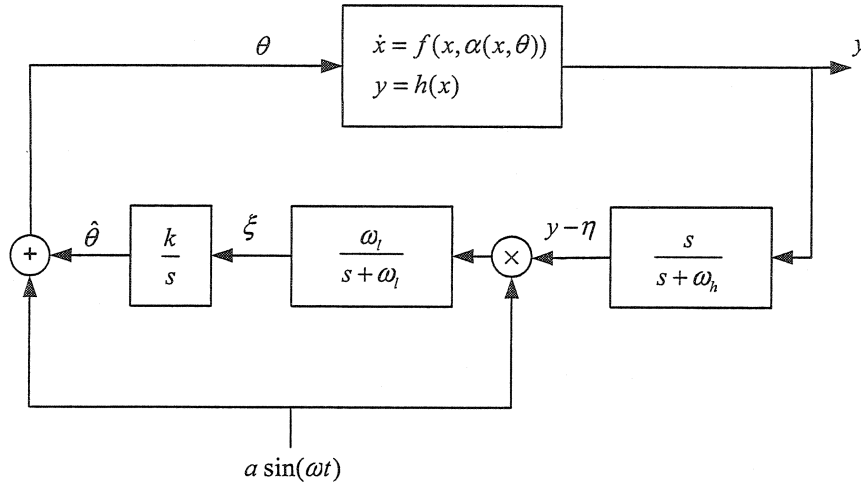 θ
ẋ = f(x, α(x, θ))
y = h(x)
y
+
θ̂
k/s
ξ
ω_l/(s + ω_l)
×
y − η
s/(s + ω_h)
a sin(ωt)